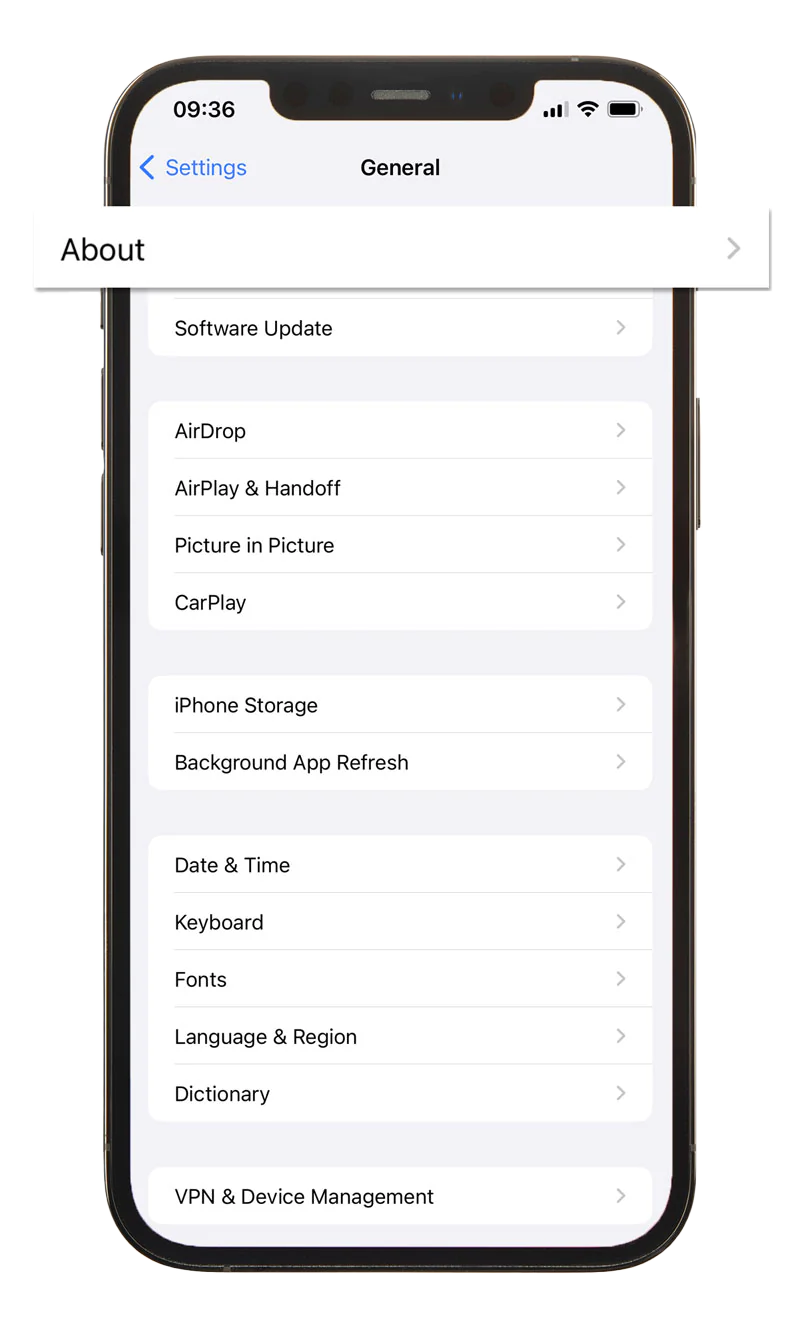 09:36
Settings
General
About
Software Update
AirDrop
AirPlay & Handoff
Picture in Picture
CarPlay
iPhone Storage
Background App Refresh
Date & Time
Keyboard
Fonts
Language & Region
Dictionary
VPN & Device Management